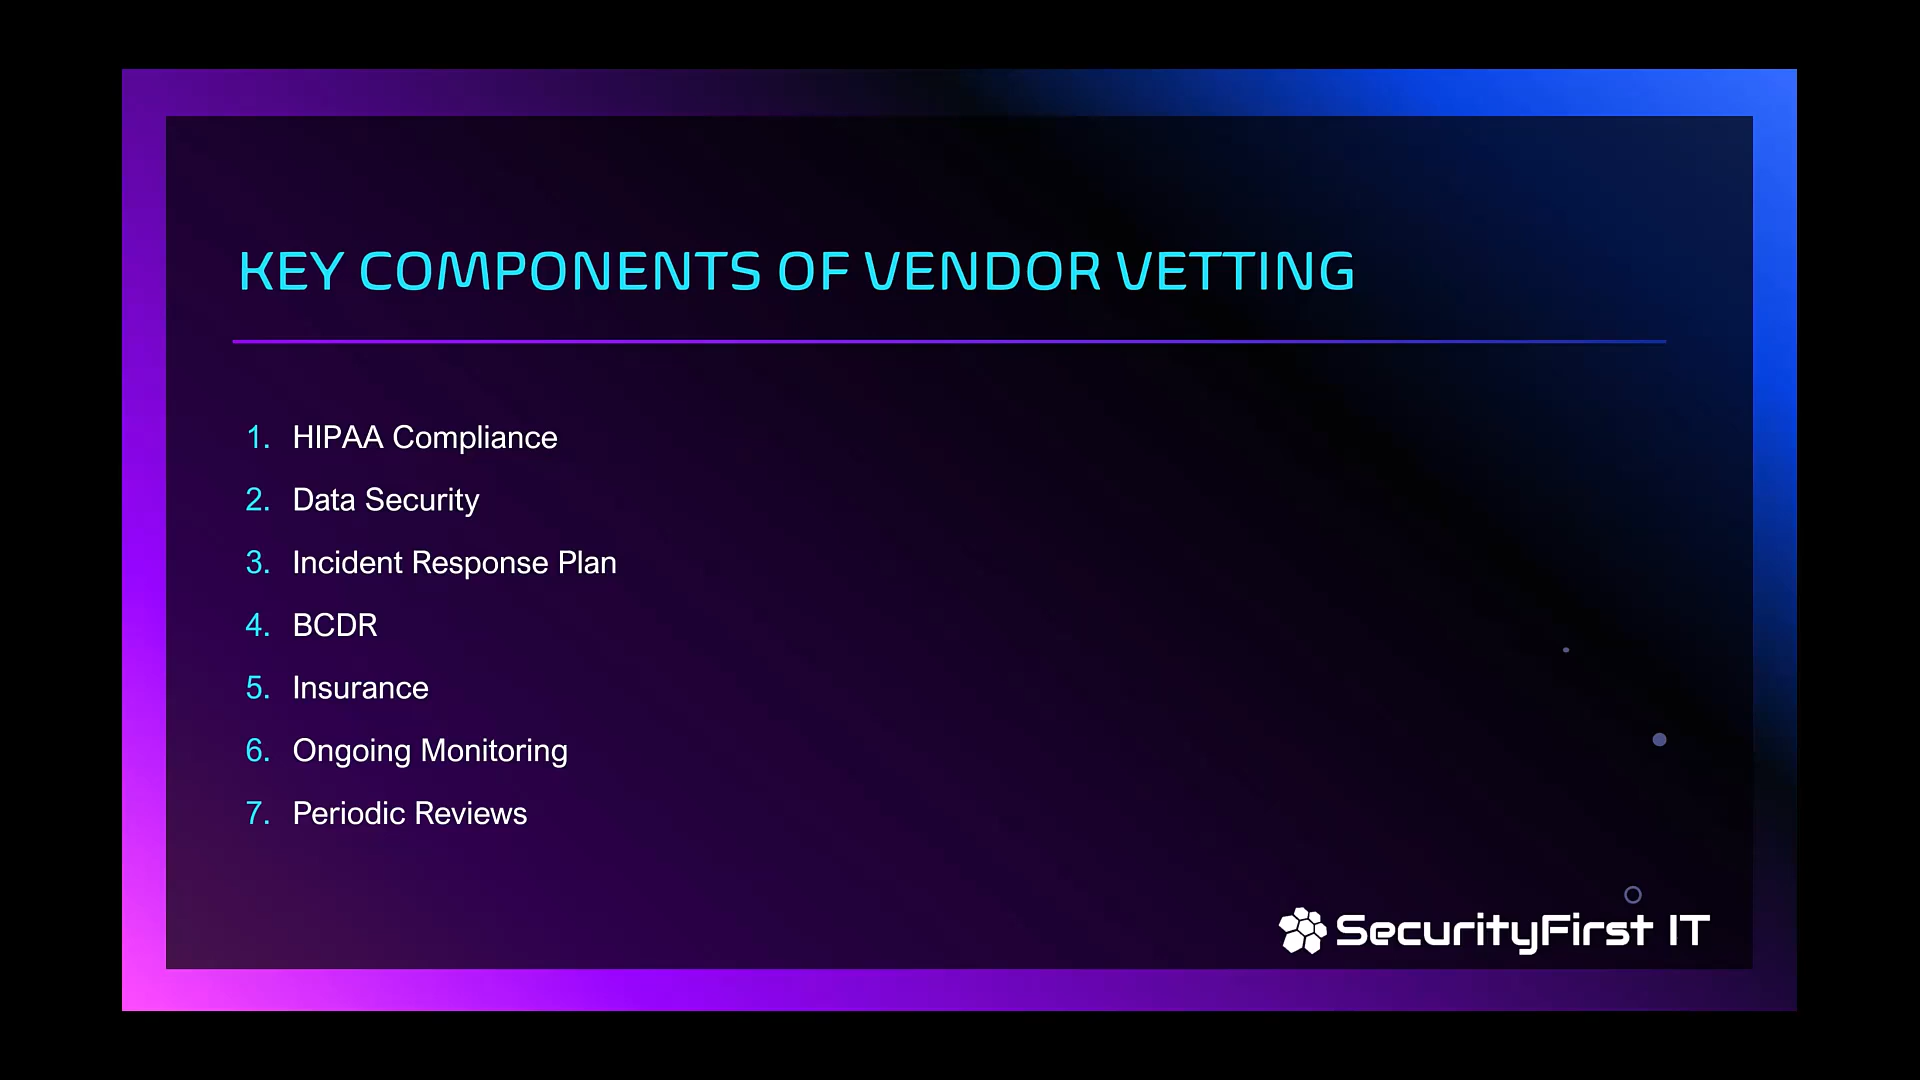 KEY COMPONENTS OF VENDOR VETTING
1. HIPAA Compliance
2. Data Security
3. Incident Response Plan
4. BCDR
5. Insurance
6. Ongoing Monitoring
7. Periodic Reviews
SecurityFirst IT